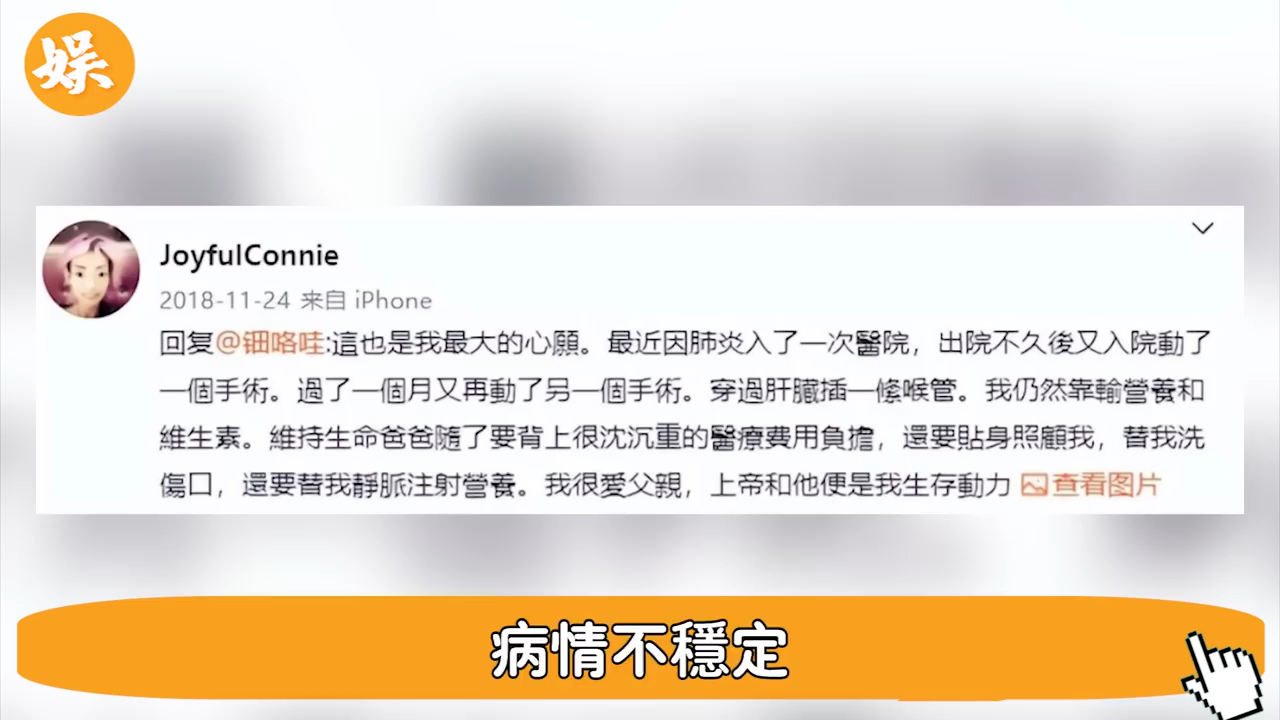 娱
JoyfulConnie
2018-11-24 来自 iPhone
回复@钿咯哇:這也是我最大的心願。最近因肺炎入了一次醫院，出院不久後又入院動了
一個手術。過了一個月又再動了另一個手術。穿過肝臟插一條喉管。我仍然靠輸營養和
維生素。維持生命爸爸隨了要背上很沈沉重的醫療費用負擔，還要貼身照顧我，替我洗
傷口，還要替我靜脈注射營養。我很愛父親，上帝和他便是我生存動力 查看图片
病情不穩定